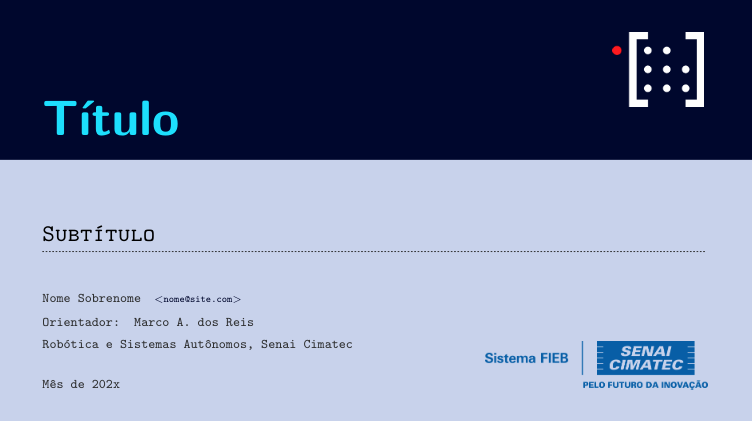 Título
Subtítulo
Nome Sobrenome <nome@site.com>
Orientador: Marco A. dos Reis
Robótica e Sistemas Autônomos, Senai Cimatec
Mês de 202x
Sistema FIEB
SENAI
CIMATEC
PELO FUTURO DA INOVAÇÃO